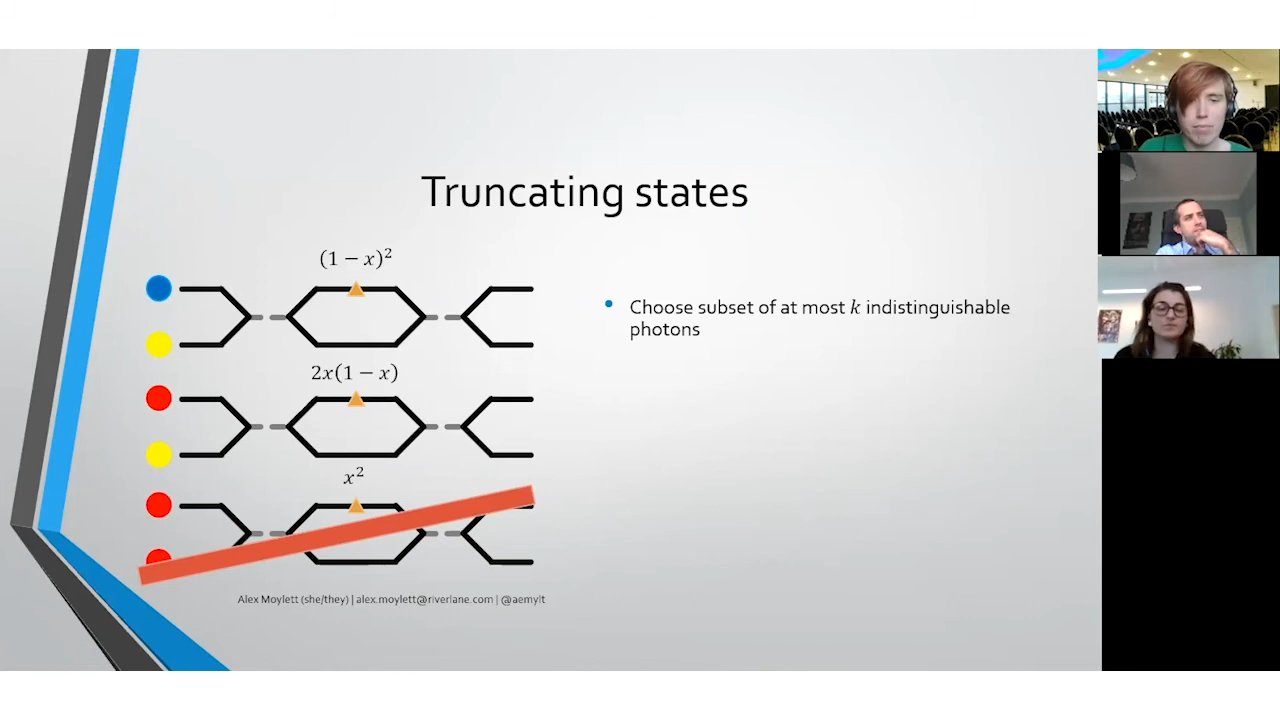 Truncating states
(1 − x)²
2x(1 − x)
x²
Choose subset of at most k indistinguishable
photons
Alex Moylett (she/they) | alex.moylett@riverlane.com | @aemylt